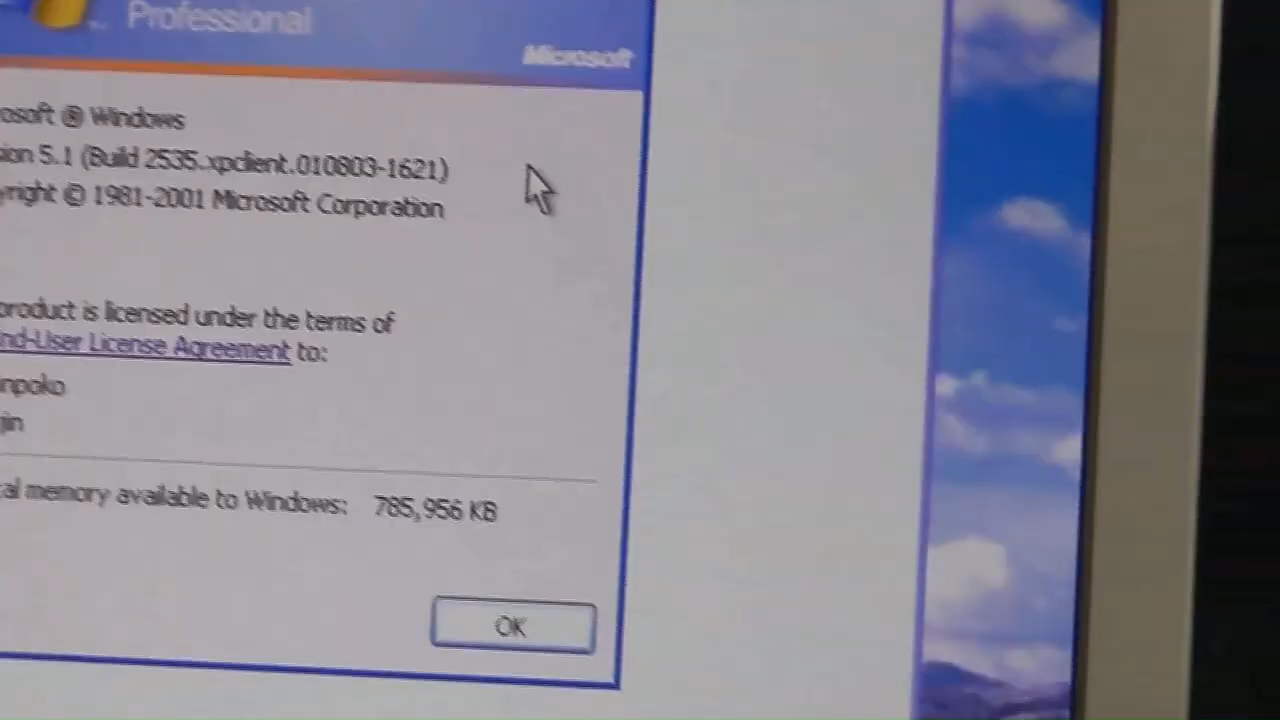 Professional
Microsoft
osoft ® Windows
ion 5.1 (Build 2535.xpclient.010803-1621)
yright © 1981-2001 Microsoft Corporation
product is licensed under the terms of
nd-User License Agreement to:
npoko
jin
al memory available to Windows: 785,956 KB
OK